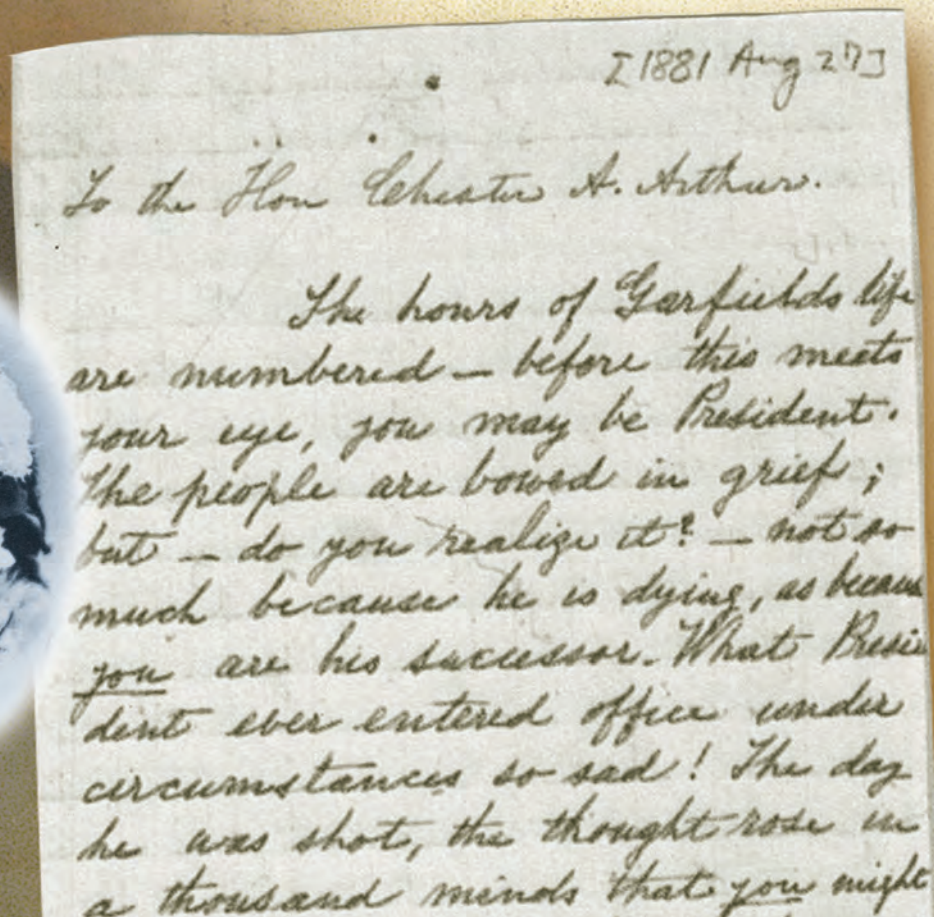 [1881 Aug 27]
To the Hon Chester A. Arthur.
The hours of Garfields life
are numbered – before this meets
your eye, you may be President.
The people are bowed in grief;
but – do you realize it? – not so
much because he is dying, as because
you are his successor. What Presi
dent ever entered office under
circumstances so sad! The day
he was shot, the thought rose in
a thousand minds that you might